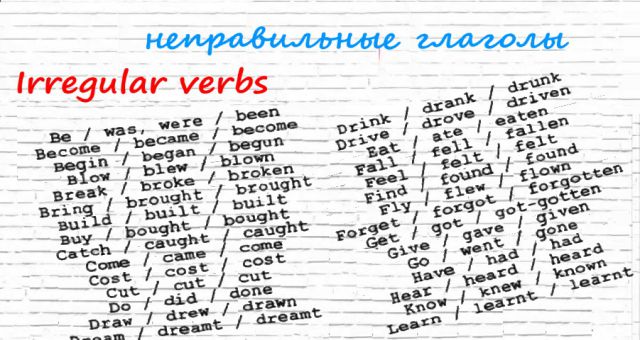 неправильные глаголы
Irregular verbs
Be / was, were / been
Become / became / become
Begin / began / begun
Blow / blew / blown
Break / broke / broken
Bring / brought / brought
Build / built / built
Buy / bought / bought
Catch / caught / caught
Come / came / come
Cost / cost / cost
Cut / cut / cut
Do / did / done
Draw / drew / drawn
Dream / dreamt / dreamt
Drink / drank / drunk
Drive / drove / driven
Eat / ate / eaten
Fall / fell / fallen
Feel / felt / felt
Find / found / found
Fly / flew / flown
Forget / forgot / forgotten
Get / got / got-gotten
Give / gave / given
Go / went / gone
Have / had / had
Hear / heard / heard
Know / knew / known
Learn / learnt / learnt